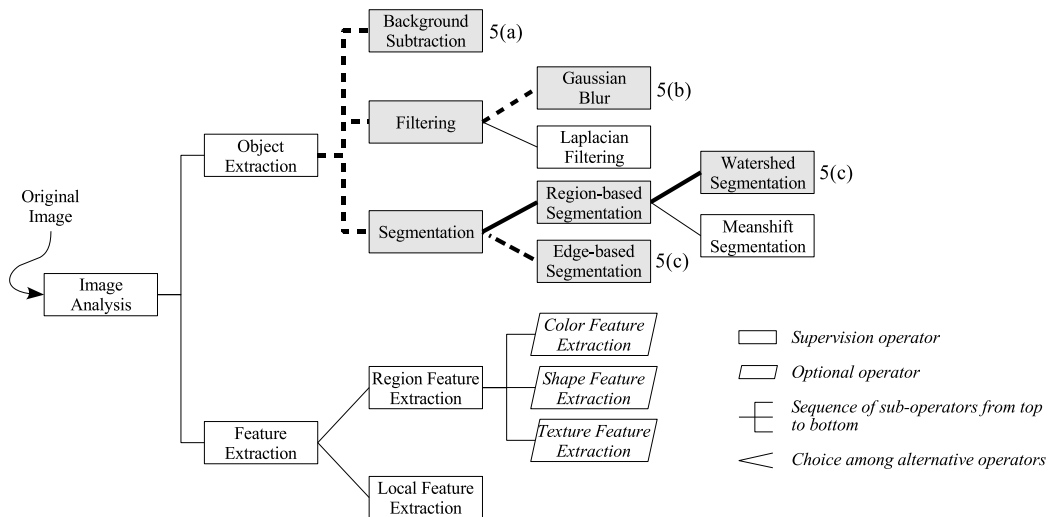 Background
Subtraction
5(a)
Gaussian
Blur
5(b)
Filtering
Laplacian
Filtering
Object
Extraction
Watershed
Segmentation
5(c)
Region-based
Segmentation
Original
Image
Segmentation
Meanshift
Segmentation
Edge-based
Segmentation
5(c)
Image
Analysis
Color Feature
Extraction
Supervision operator
Region Feature
Extraction
Shape Feature
Extraction
Optional operator
Sequence of sub-operators from top
to bottom
Feature
Extraction
Texture Feature
Extraction
Choice among alternative operators
Local Feature
Extraction